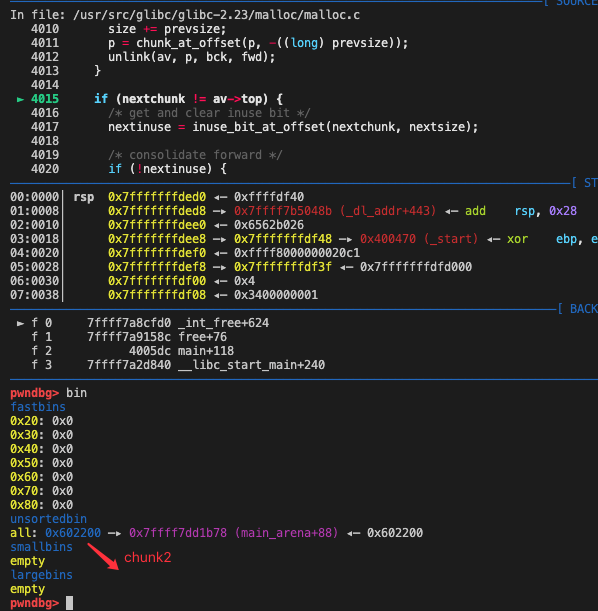 [ SOURCE
In file: /usr/src/glibc/glibc-2.23/malloc/malloc.c
4010 size += prevsize;
4011 p = chunk_at_offset(p, -((long) prevsize));
4012 unlink(av, p, bck, fwd);
4013 }
4014
► 4015 if (nextchunk != av->top) {
4016 /* get and clear inuse bit */
4017 nextinuse = inuse_bit_at_offset(nextchunk, nextsize);
4018
4019 /* consolidate forward */
4020 if (!nextinuse) {
[ ST
00:0000│ rsp 0x7fffffffded0 ◂— 0xffffdf40
01:0008│ 0x7fffffffded8 —▸ 0x7ffff7b5048b (_dl_addr+443) ◂— add rsp, 0x28
02:0010│ 0x7fffffffdee0 ◂— 0x6562b026
03:0018│ 0x7fffffffdee8 —▸ 0x7fffffffdf48 —▸ 0x400470 (_start) ◂— xor ebp, e
04:0020│ 0x7fffffffdef0 ◂— 0xffff8000000020c1
05:0028│ 0x7fffffffdef8 —▸ 0x7fffffffdf3f ◂— 0x7fffffffdfd000
06:0030│ 0x7fffffffdf00 ◂— 0x4
07:0038│ 0x7fffffffdf08 ◂— 0x3400000001
[ BACK
► f 0 7ffff7a8cfd0 _int_free+624
f 1 7ffff7a9158c free+76
f 2 4005dc main+118
f 3 7ffff7a2d840 __libc_start_main+240
pwndbg> bin
fastbins
0x20: 0x0
0x30: 0x0
0x40: 0x0
0x50: 0x0
0x60: 0x0
0x70: 0x0
0x80: 0x0
unsortedbin
all: 0x602200 —▸ 0x7ffff7dd1b78 (main_arena+88) ◂— 0x602200
smallbins
chunk2
empty
largebins
empty
pwndbg>